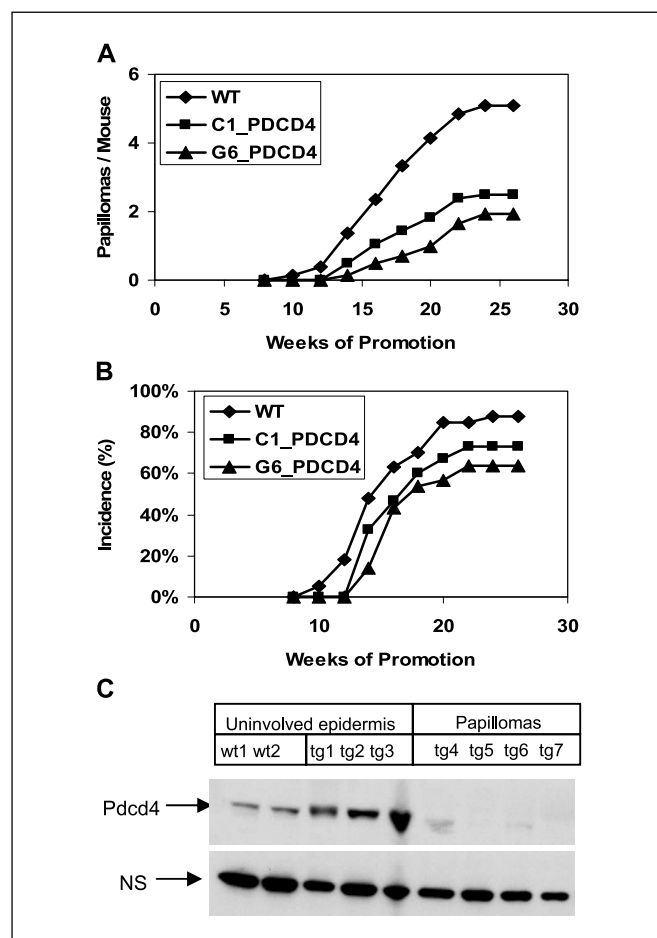 A
Papillomas / Mouse
6
4
2
0
WT
C1_PDCD4
G6_PDCD4
0 5 10 15 20 25 30
Weeks of Promotion
B
Incidence (%)
100%
80%
60%
40%
20%
0%
WT
C1_PDCD4
G6_PDCD4
0 10 20 30
Weeks of Promotion
C
Uninvolved epidermis Papillomas
wt1 wt2 tg1 tg2 tg3 tg4 tg5 tg6 tg7
Pdcd4
NS